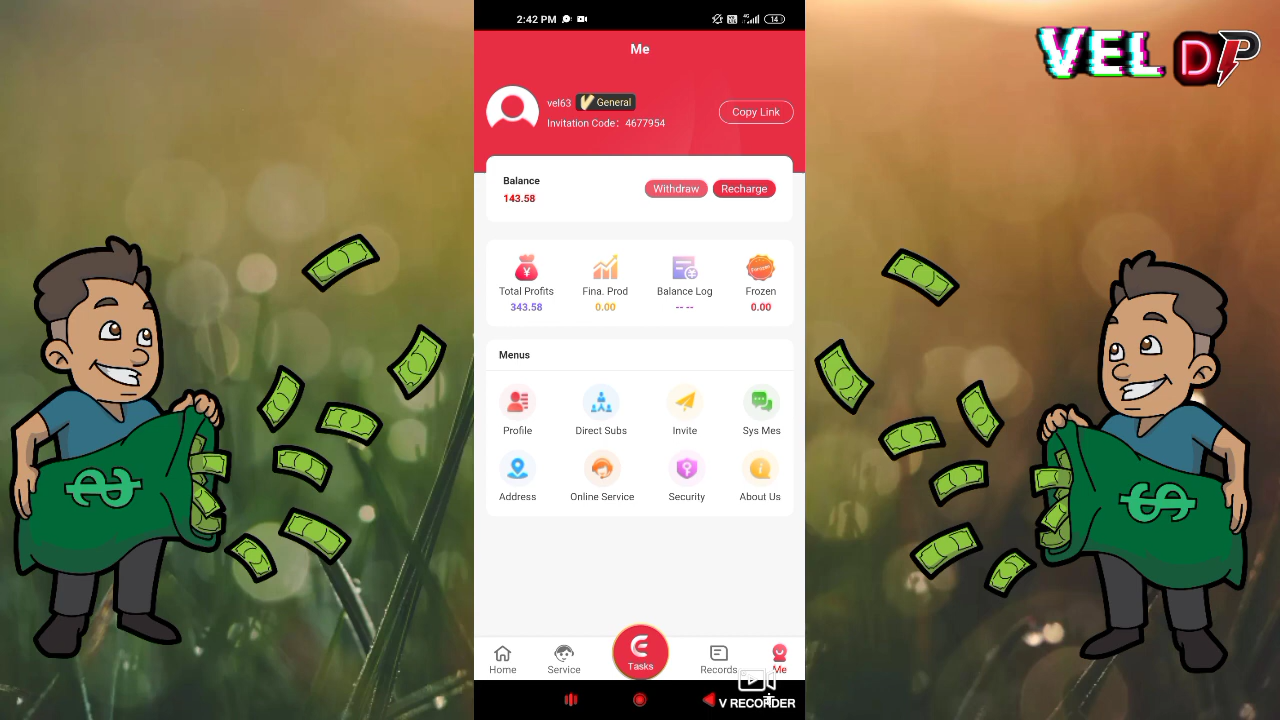 VEL DP
2:42 PM
4G
14
Me
vel63 General
Invitation Code: 4677954
Copy Link
Balance
143.58
Withdraw Recharge
Total Profits Fina. Prod Balance Log Frozen
343.58 0.00 -- -- 0.00
Menus
Profile Direct Subs Invite Sys Mes
Address Online Service Security About Us
Home Service Tasks Records Me
V RECORDER